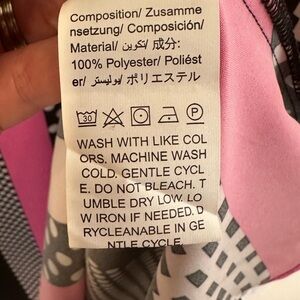 Composition/ Zusamme
nsetzung/ Composición/
Material/ تكوين/ 成分:
100% Polyester/ Poliést
er/ بوليستر/ ポリエステル
30 P
WASH WITH LIKE COL
ORS. MACHINE WASH
COLD. GENTLE CYCL
E. DO NOT BLEACH. T
UMBLE DRY LOW. LO
W IRON IF NEEDED. D
RYCLEANABLE IN GE
NTLE CYCLE.